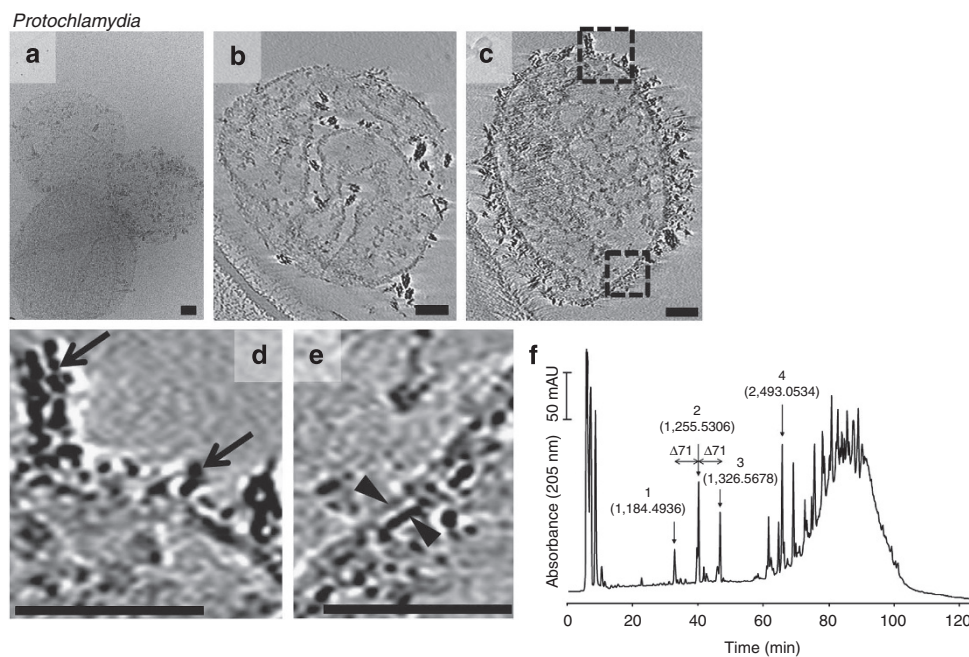 Protochlamydia
a
b
c
d
e
f
50 mAU
Absorbance (205 nm)
1
(1,184.4936)
2
(1,255.5306)
Δ71
Δ71
3
(1,326.5678)
4
(2,493.0534)
0
20
40
60
80
100
120
Time (min)